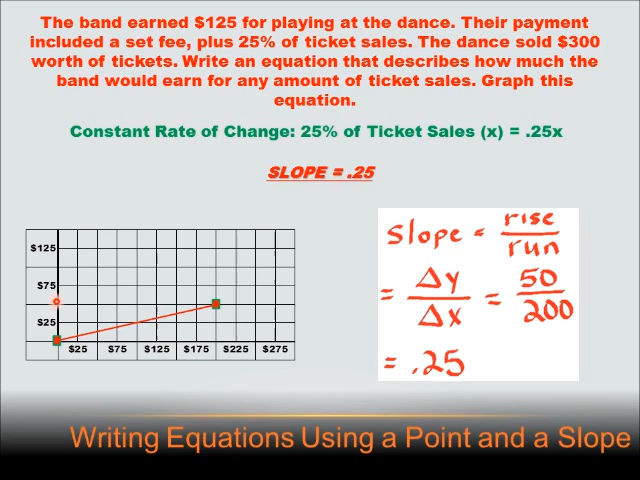 The band earned $125 for playing at the dance. Their payment
included a set fee, plus 25% of ticket sales. The dance sold $300
worth of tickets. Write an equation that describes how much the
band would earn for any amount of ticket sales. Graph this
equation.
Constant Rate of Change: 25% of Ticket Sales (x) = .25x
SLOPE = .25
$125
$75
$25
$25 $75 $125 $175 $225 $275
Slope = rise/run
= Δy/Δx = 50/200
= .25
Writing Equations Using a Point and a Slope